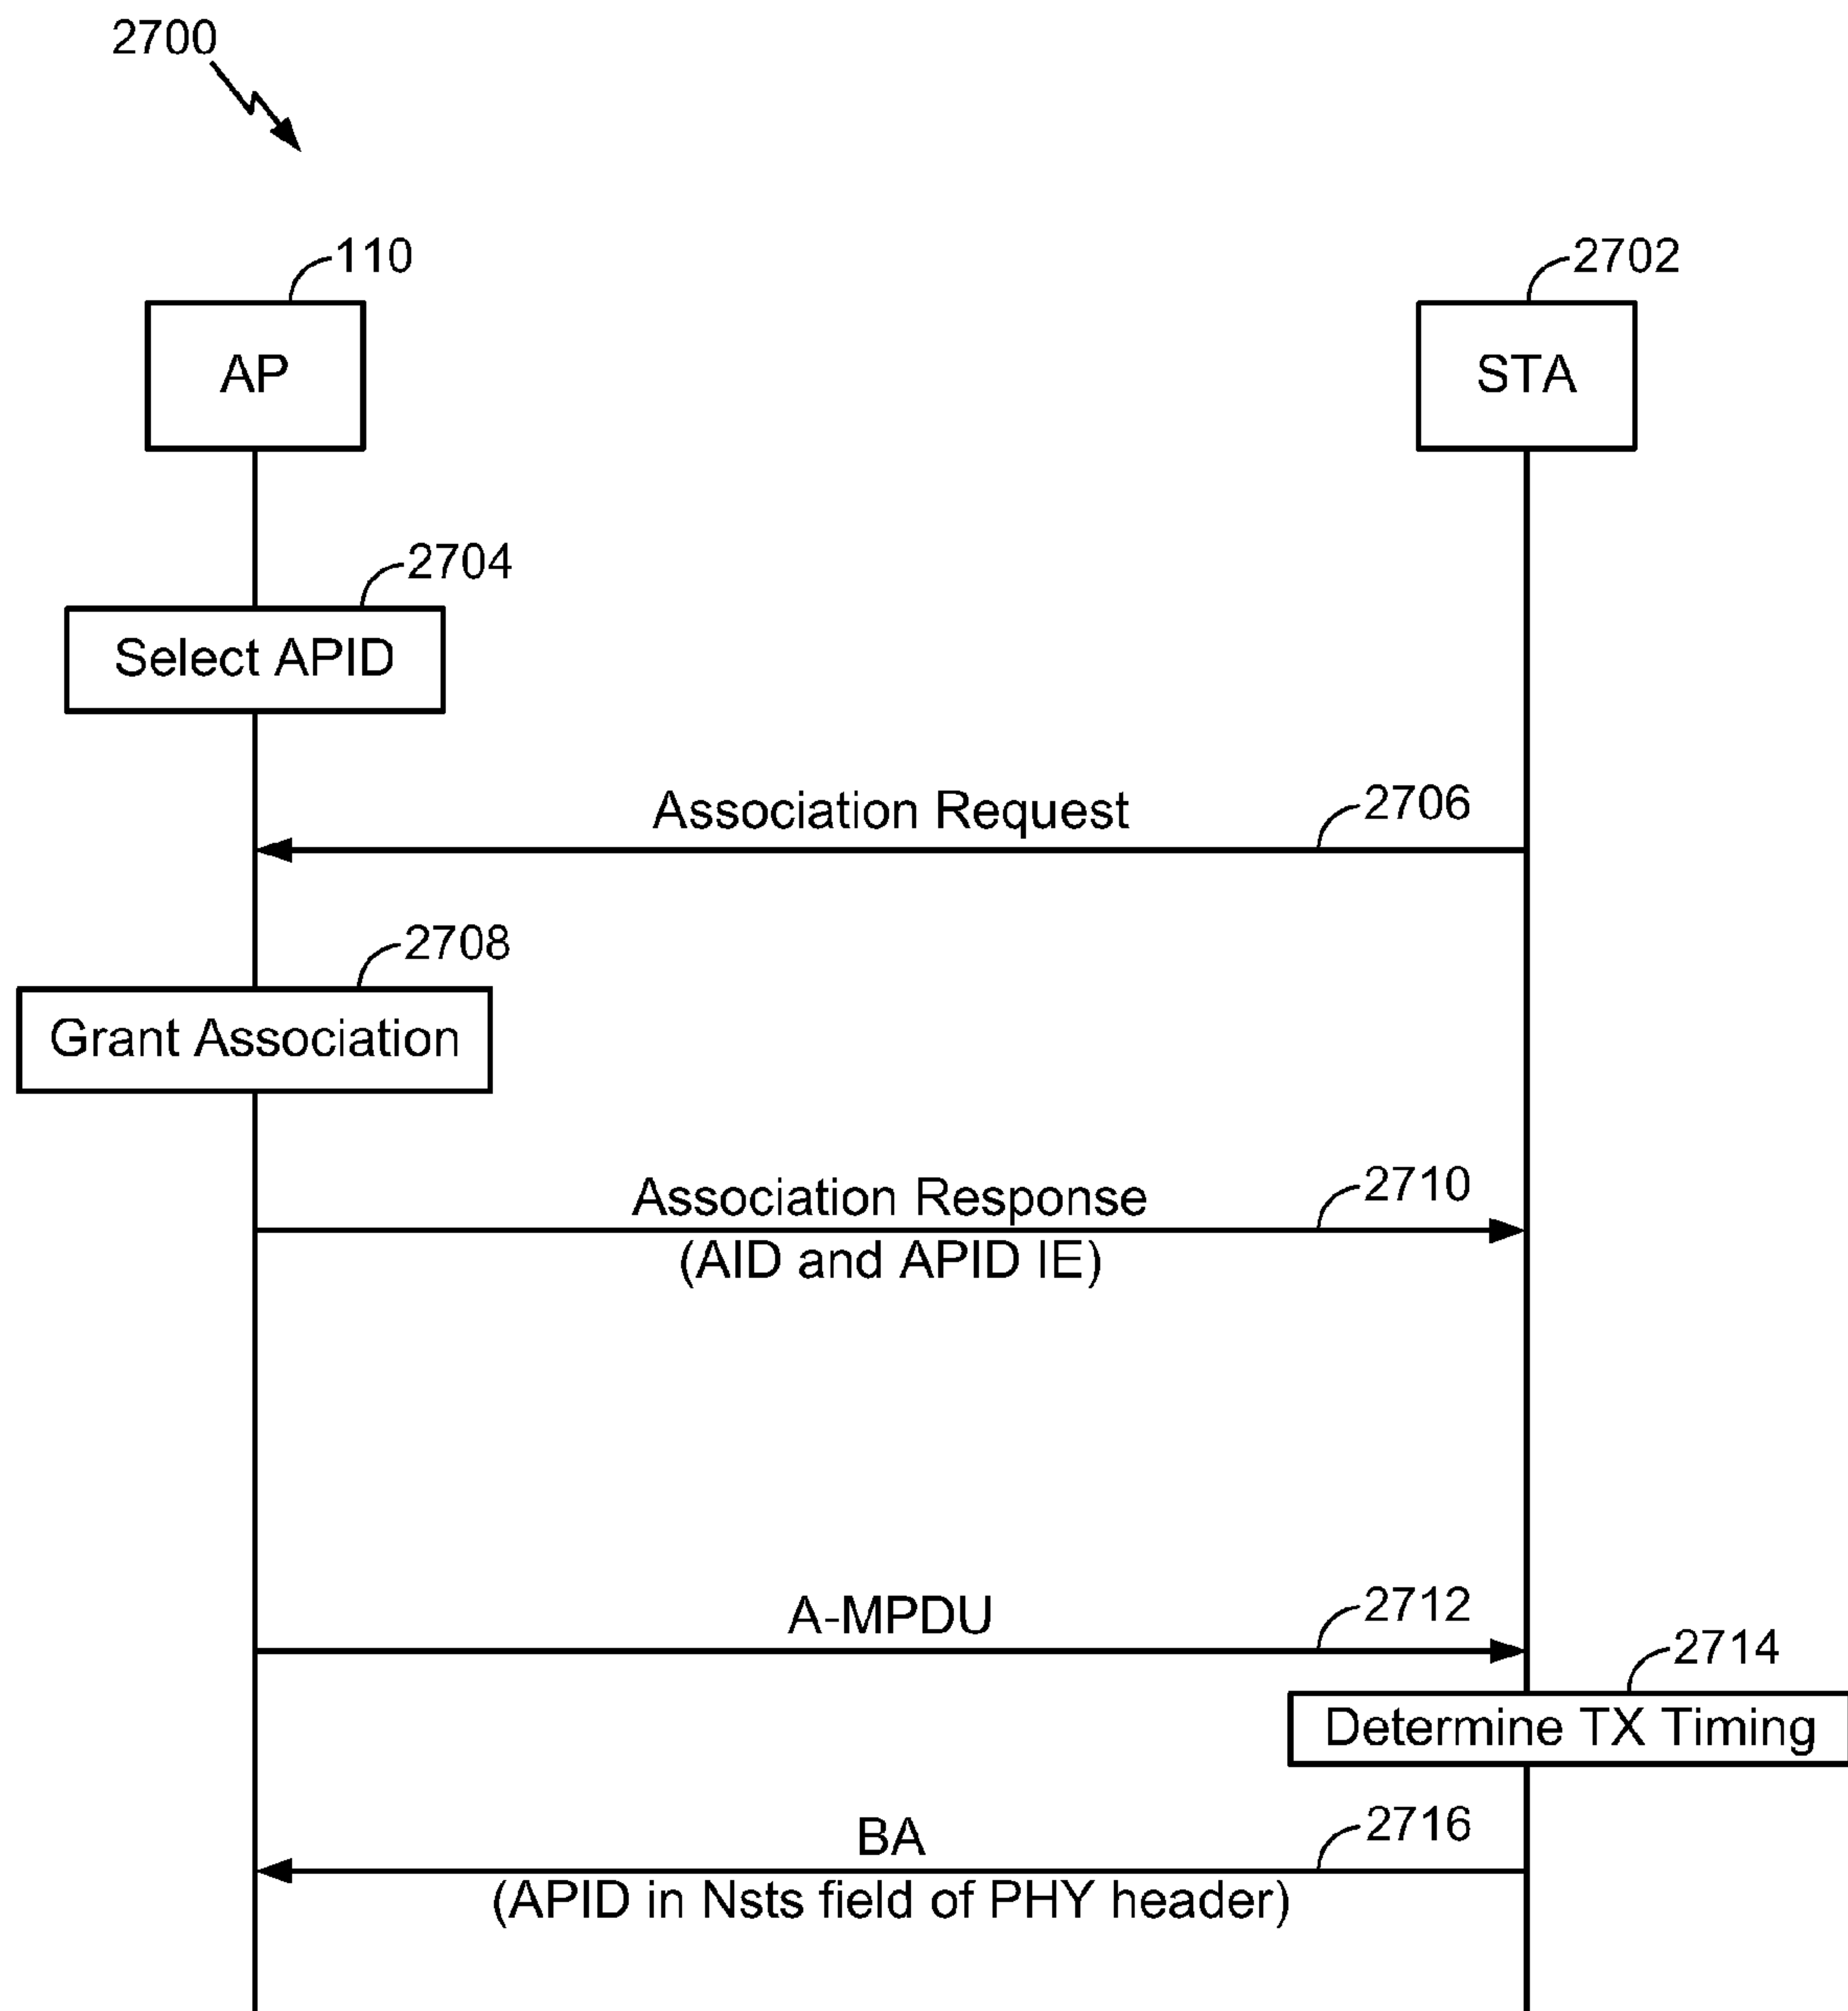 2700
110
2702
AP
STA
2704
Select APID
Association Request
2706
2708
Grant Association
Association Response
2710
(AID and APID IE)
A-MPDU
2712
2714
Determine TX Timing
BA
2716
(APID in Nsts field of PHY header)